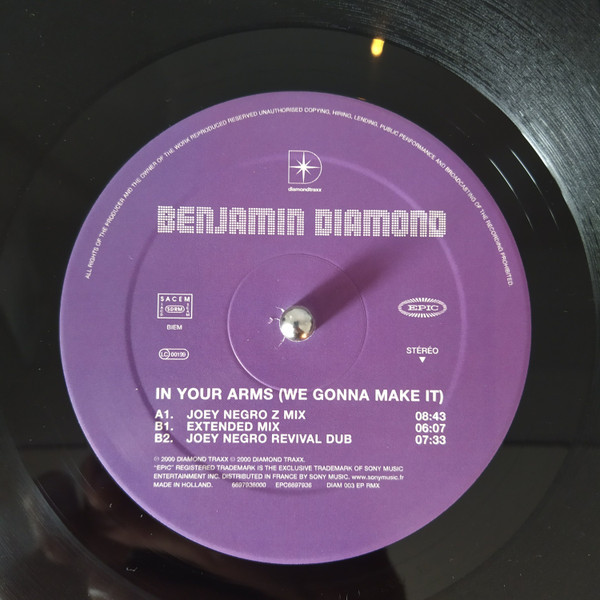 ALL RIGHTS OF THE PRODUCER AND THE OWNER OF THE WORK REPRODUCED RESERVED UNAUTHORISED COPYING, HIRING, LENDING, PUBLIC PERFORMANCE AND BROADCASTING OF THE RECORDING PROHIBITED.
D
diamondtraxx
BENJAMIN DIAMOND
SACEM
SDRM
BIEM
LC 00199
EPIC
STÉRÉO
IN YOUR ARMS (WE GONNA MAKE IT)
A1. JOEY NEGRO Z MIX 08:43
B1. EXTENDED MIX 06:07
B2. JOEY NEGRO REVIVAL DUB 07:33
℗ 2000 DIAMOND TRAXX © 2000 DIAMOND TRAXX.
"EPIC" REGISTERED TRADEMARK IS THE EXCLUSIVE TRADEMARK OF SONY MUSIC
ENTERTAINMENT INC. DISTRIBUTED IN FRANCE BY SONY MUSIC. www.sonymusic.fr
MADE IN HOLLAND. 6697936000 EPC6697936 DIAM 003 EP RMX